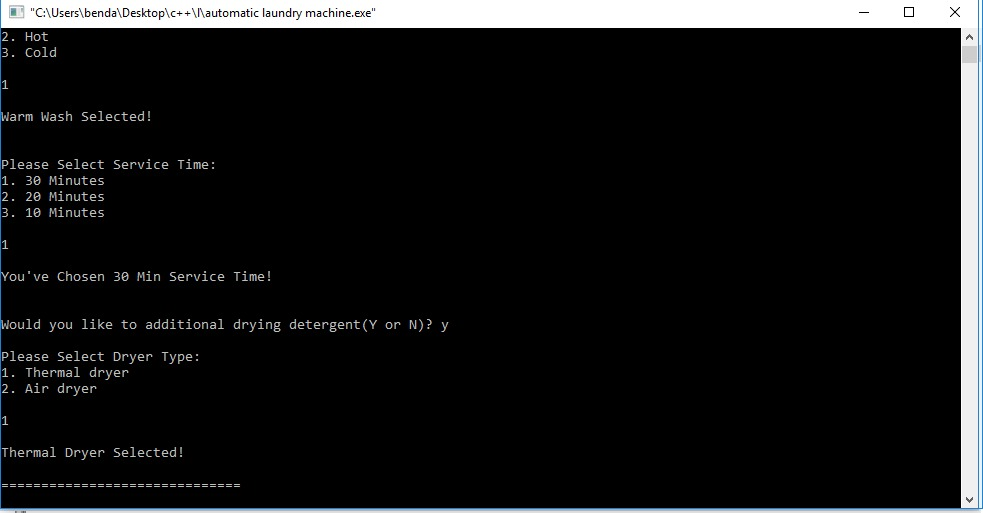 "C:\Users\benda\Desktop\c++\I\automatic laundry machine.exe"
2. Hot
3. Cold
1
Warm Wash Selected!
Please Select Service Time:
1. 30 Minutes
2. 20 Minutes
3. 10 Minutes
1
You've Chosen 30 Min Service Time!
Would you like to additional drying detergent(Y or N)? y
Please Select Dryer Type:
1. Thermal dryer
2. Air dryer
1
Thermal Dryer Selected!
==============================